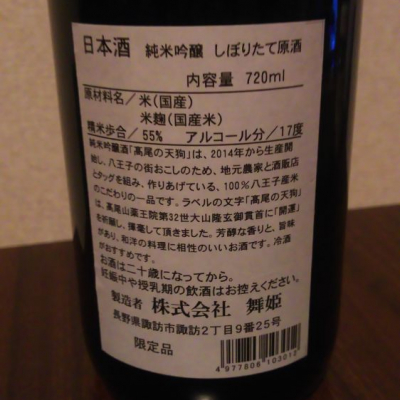 日本酒 純米吟醸 しぼりたて原酒
内容量 720ml
原材料名／米(国産)
米麹(国産米)
精米歩合／55% アルコール分／17度
純米吟醸酒「高尾の天狗」は、2014年から生産開
始し、八王子の街おこしのため、地元農家と酒販店
とタッグを組み、作りあげている、100％八王子産米
のこだわりの一品です。ラベルの文字「高尾の天狗」
は、高尾山薬王院第32世大山隆玄御貫首に「開運」
を祈願し、揮毫して頂きました。芳醇な香りと、旨味
があり、和洋の料理に相性のいいお酒です。冷酒
がおすすめです。
お酒は二十歳になってから。
妊娠中や授乳期の飲酒はお控えください。
製造者 株式会社 舞姫
長野県諏訪市諏訪2丁目9番25号
限定品
4977808103012